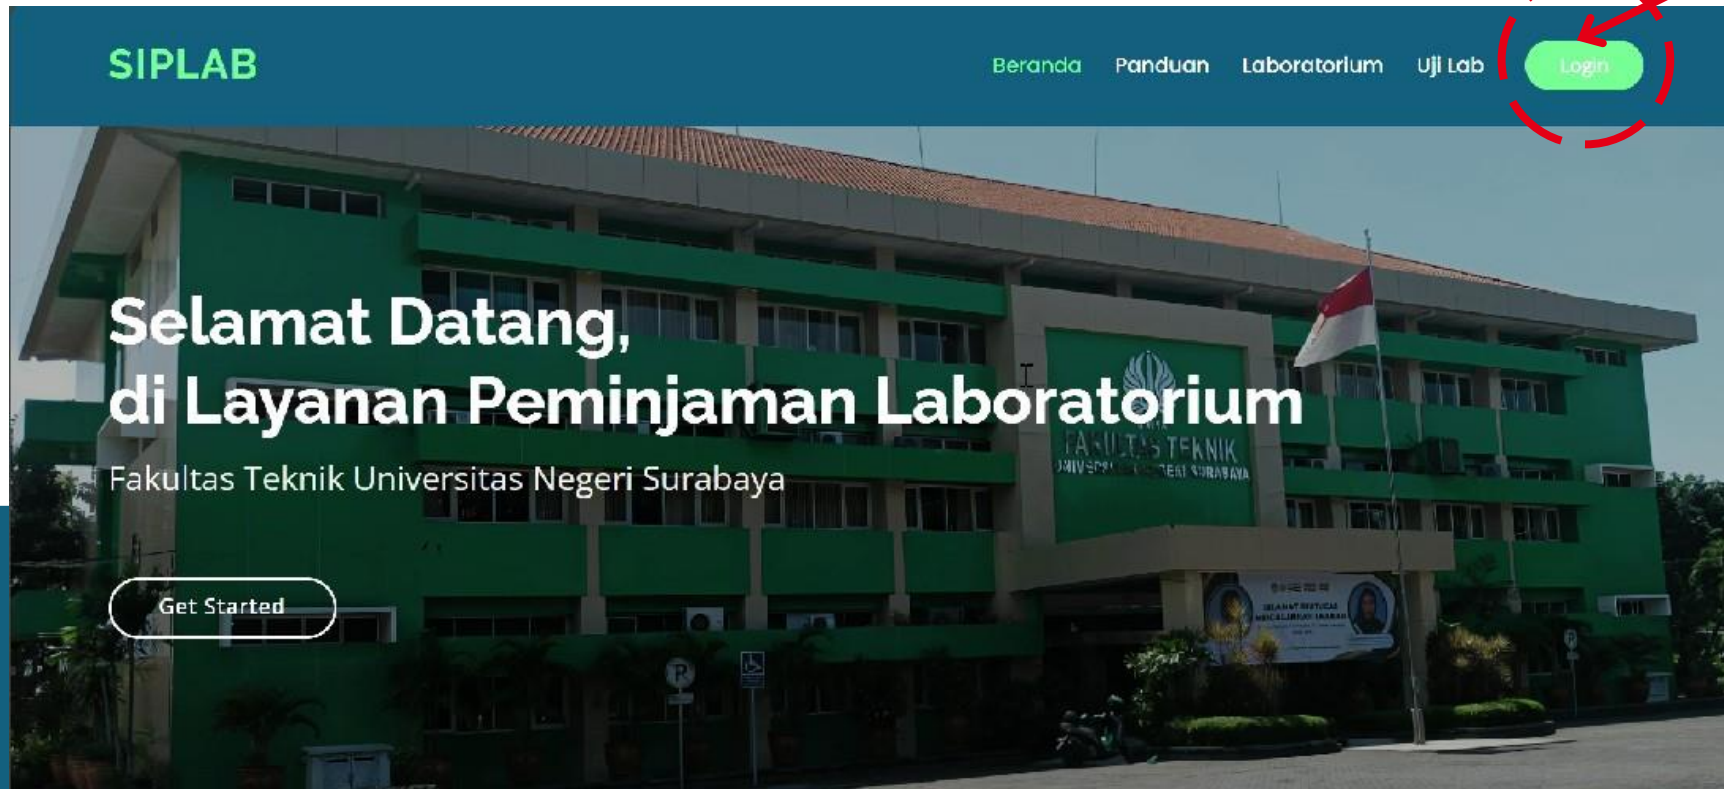 SIPLAB
Beranda Panduan Laboratorium Uji Lab Login
Selamat Datang,
di Layanan Peminjaman Laboratorium
FAKULTAS TEKNIK
Fakultas Teknik Universitas Negeri Surabaya
Get Started
P